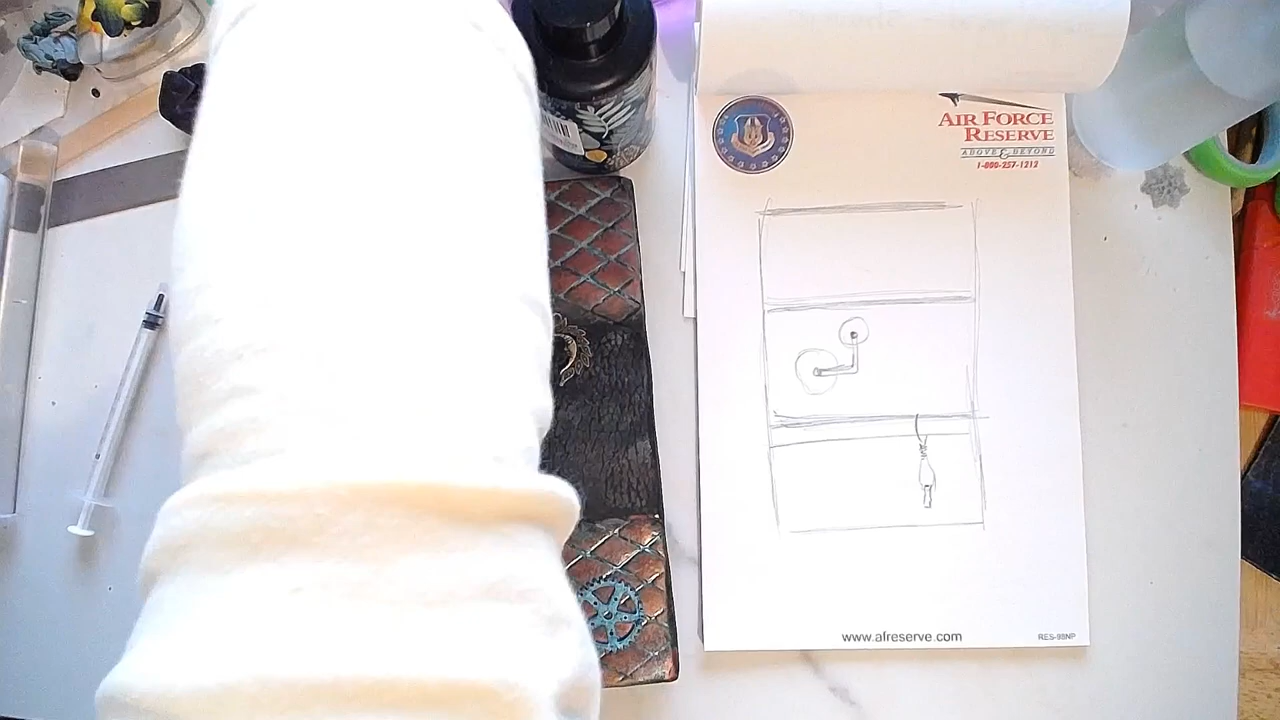 AIR FORCE
RESERVE
ABOVE & BEYOND
1-800-257-1212
www.afreserve.com
RES-98NP